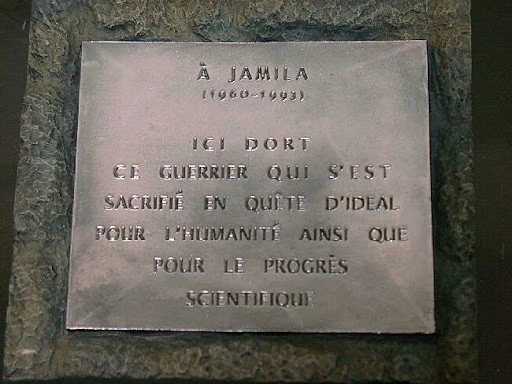 À JAMILA
(1960-1993)
ICI DORT
CE GUERRIER QUI S'EST
SACRIFIÉ EN QUÊTE D'IDEAL
POUR L'HUMANITÉ AINSI QUE
POUR LE PROGRÈS
SCIENTIFIQUE